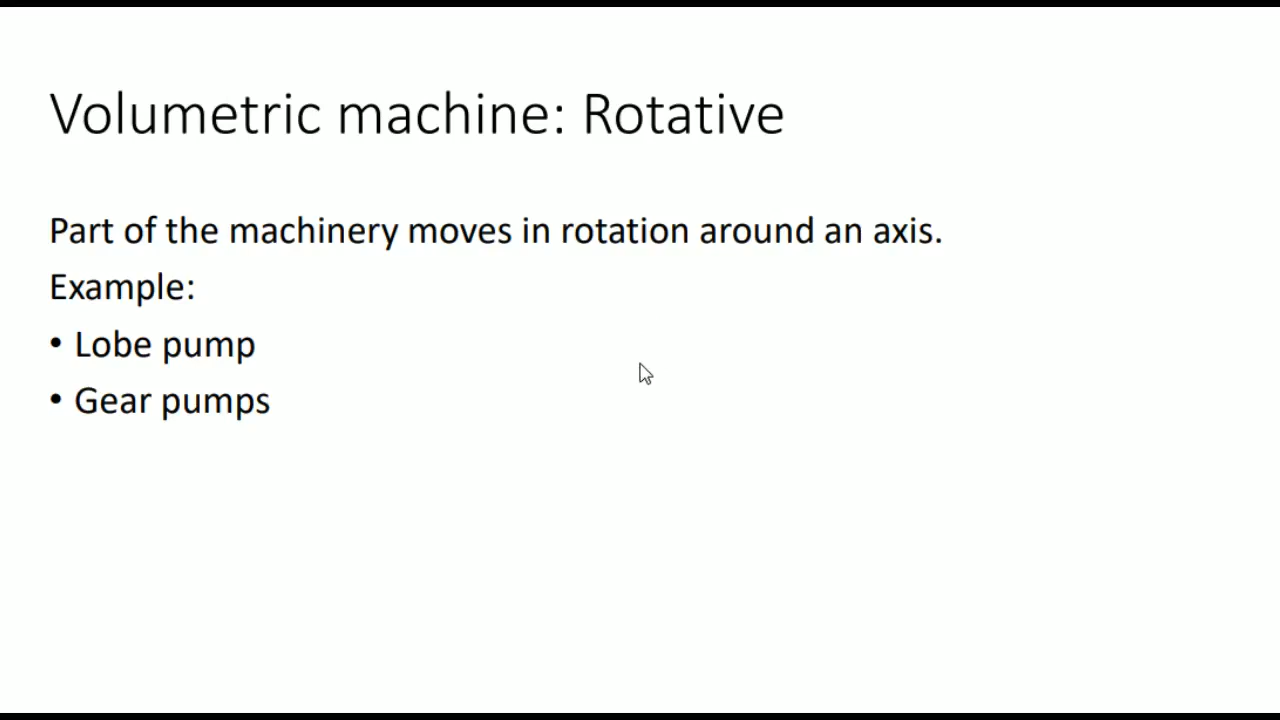 Volumetric machine: Rotative
Part of the machinery moves in rotation around an axis.
Example:
• Lobe pump
• Gear pumps